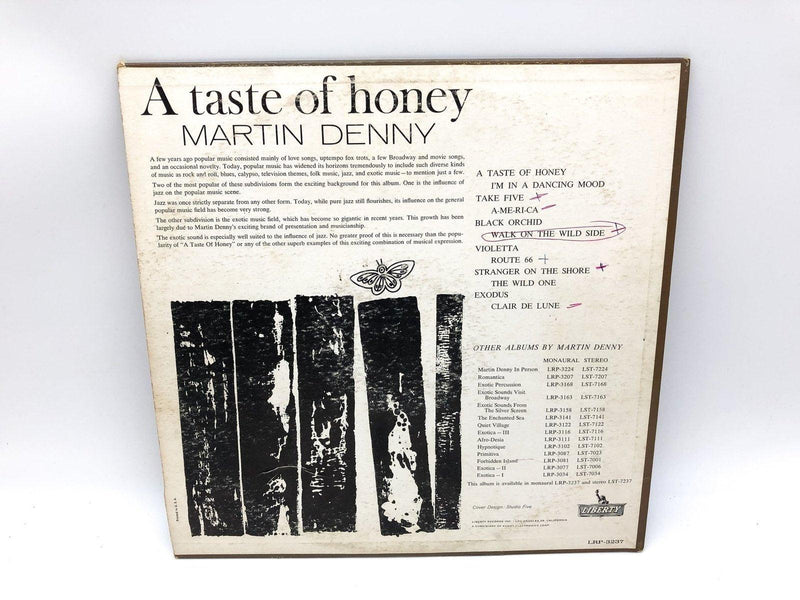 A taste of honey
MARTIN DENNY
A few years ago popular music consisted mainly of love songs, uptempo fox trots, a few Broadway and movie songs,
and an occasional novelty. Today, popular music has widened its horizons tremendously to include such diverse kinds
of music as rock and roll, blues, calypso, television themes, folk music, jazz, and exotic music—to mention just a few.
Two of the most popular of these subdivisions form the exciting background for this album. One is the influence of
jazz on the popular music scene.
Jazz was once strictly separate from any other form. Today, while pure jazz still flourishes, its influence on the general
popular music field has become very strong.
The other subdivision is the exotic music field, which has become so gigantic in recent years. This growth has been
largely due to Martin Denny's exciting brand of presentation and musicianship.
The exotic sound is especially well suited to the influence of jazz. No greater proof of this is necessary than the popu-
larity of "A Taste Of Honey" or any of the other superb examples of this exciting combination of musical expression.
A TASTE OF HONEY
I'M IN A DANCING MOOD
TAKE FIVE +
A-ME-RI-CA –
BLACK ORCHID
WALK ON THE WILD SIDE +
VIOLETTA
ROUTE 66 +
STRANGER ON THE SHORE +
THE WILD ONE
EXODUS
CLAIR DE LUNE –
OTHER ALBUMS BY MARTIN DENNY
MONAURAL STEREO
Martin Denny In Person LRP-3224 LST-7224
Romantica LRP-3207 LST-7207
Exotic Percussion LRP-3168 LST-7168
Exotic Sounds Visit
Broadway LRP-3163 LST-7163
Exotic Sounds From
The Silver Screen LRP-3158 LST-7158
The Enchanted Sea LRP-3141 LST-7141
Quiet Village LRP-3122 LST-7122
Exotica—III LRP-3116 LST-7116
Afro-Desia LRP-3111 LST-7111
Hypnotique LRP-3102 LST-7102
Primitiva LRP-3087 LST-7023
Forbidden Island LRP-3081 LST-7001
Exotica—II LRP-3077 LST-7006
Exotica—I LRP-3034 LST-7034
This album is available in monaural LRP-7237 and stereo LST-7237
Cover Design: Studio Five
LIBERTY
LIBERTY RECORDS INC., LOS ANGELES 28, CALIFORNIA
Printed in U.S.A.
LRP-3237